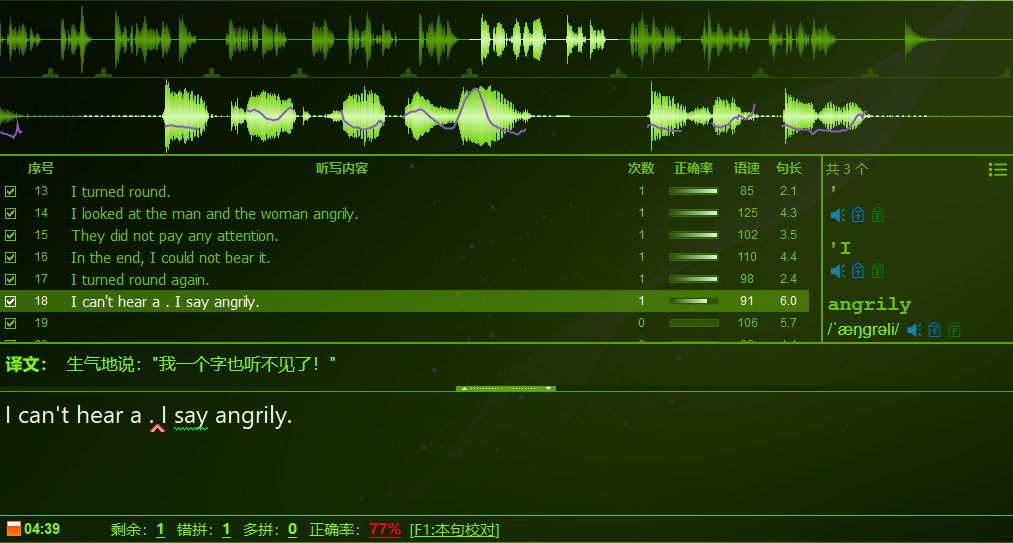 序号 听写内容 次数 正确率 语速 句长 共 3 个
13 I turned round. 1 85 2.1
14 I looked at the man and the woman angrily. 1 125 4.3
15 They did not pay any attention. 1 102 3.5
16 In the end, I could not bear it. 1 110 4.4
17 I turned round again. 1 98 2.4
18 I can't hear a . I say angrily. 1 91 6.0
19 0 106 5.7
'
'I
angrily
/ˈæŋgrəli/
译文: 生气地说："我一个字也听不见了！"
I can't hear a . I say angrily.
04:39 剩余: 1 错拼: 1 多拼: 0 正确率: 77% [F1:本句校对]